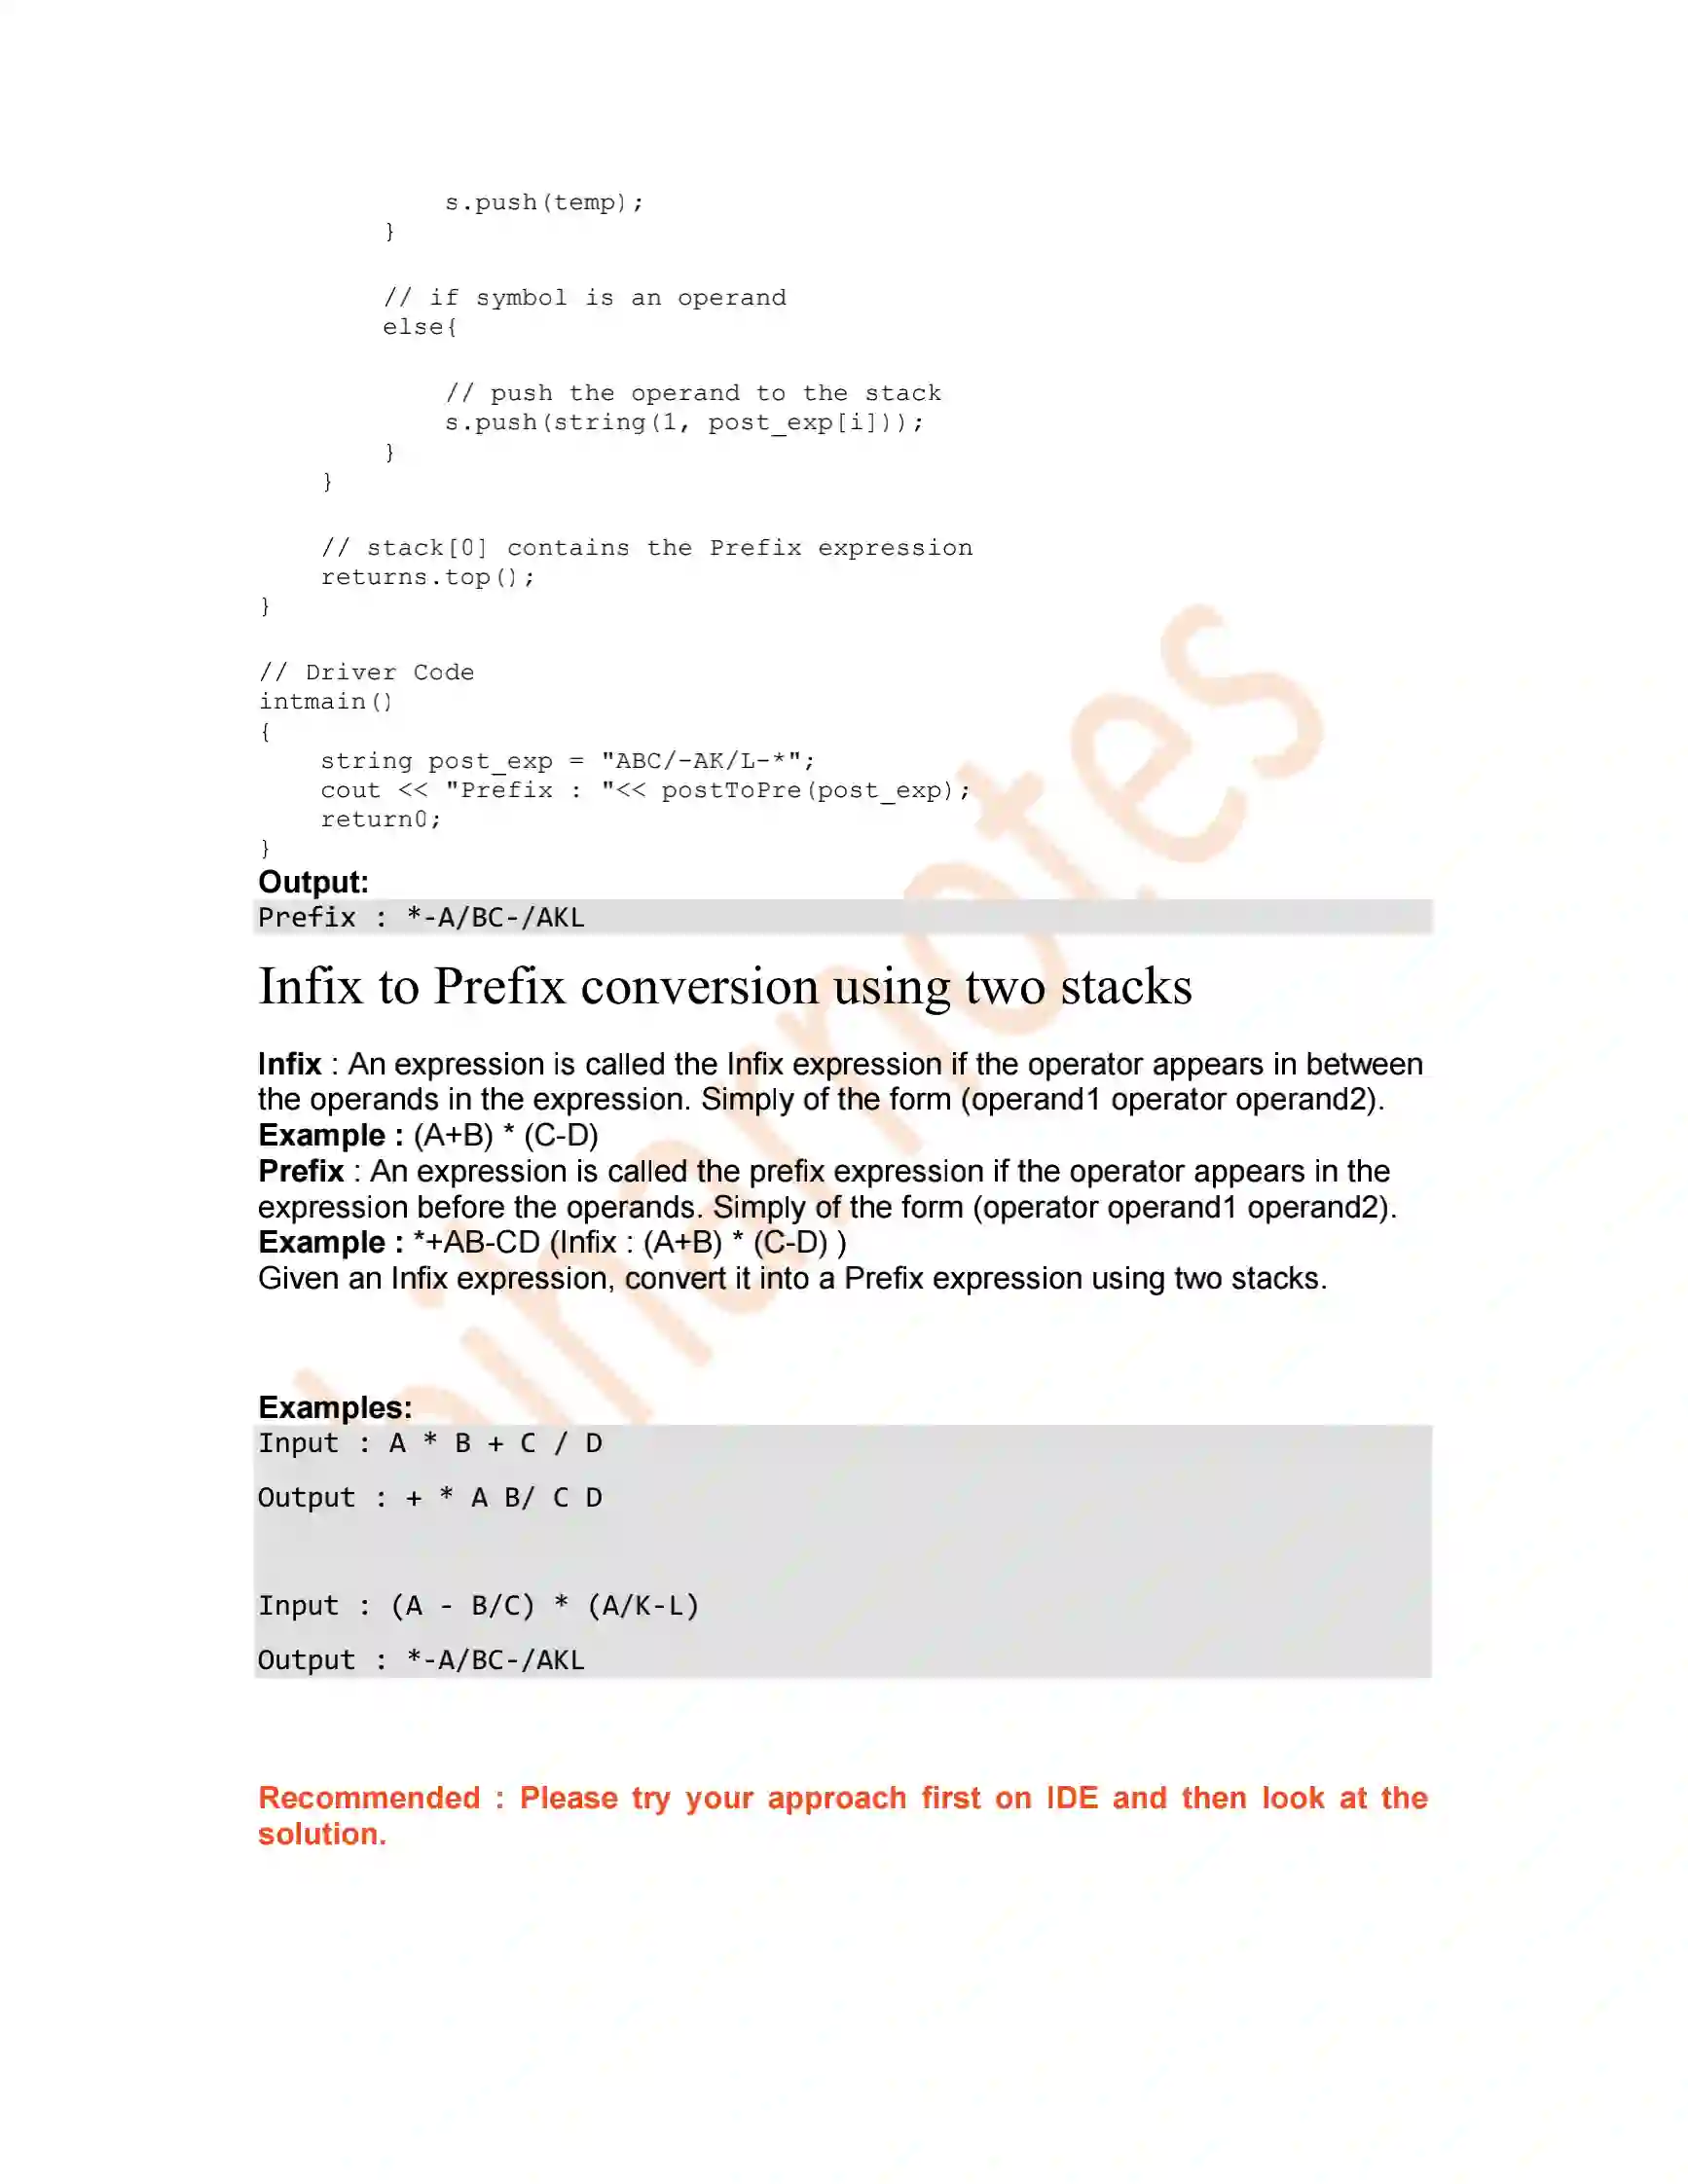 s.push(temp);
}
// if symbol is an operand
else{
// push the operand to the stack
s.push(string(1, post_exp[i]));
}
}
// stack[0] contains the Prefix expression
returns.top();
}
// Driver Code
intmain()
{
string post_exp = "ABC/-AK/L-*";
cout << "Prefix : "<< postToPre(post_exp);
return0;
}
Output:
Prefix : *-A/BC-/AKL
Infix to Prefix conversion using two stacks
Infix : An expression is called the Infix expression if the operator appears in between
the operands in the expression. Simply of the form (operand1 operator operand2).
Example : (A+B) * (C-D)
Prefix : An expression is called the prefix expression if the operator appears in the
expression before the operands. Simply of the form (operator operand1 operand2).
Example : *+AB-CD (Infix : (A+B) * (C-D) )
Given an Infix expression, convert it into a Prefix expression using two stacks.
Examples:
Input : A * B + C / D
Output : + * A B/ C D
Input : (A - B/C) * (A/K-L)
Output : *-A/BC-/AKL
Recommended : Please try your approach first on IDE and then look at the
solution.